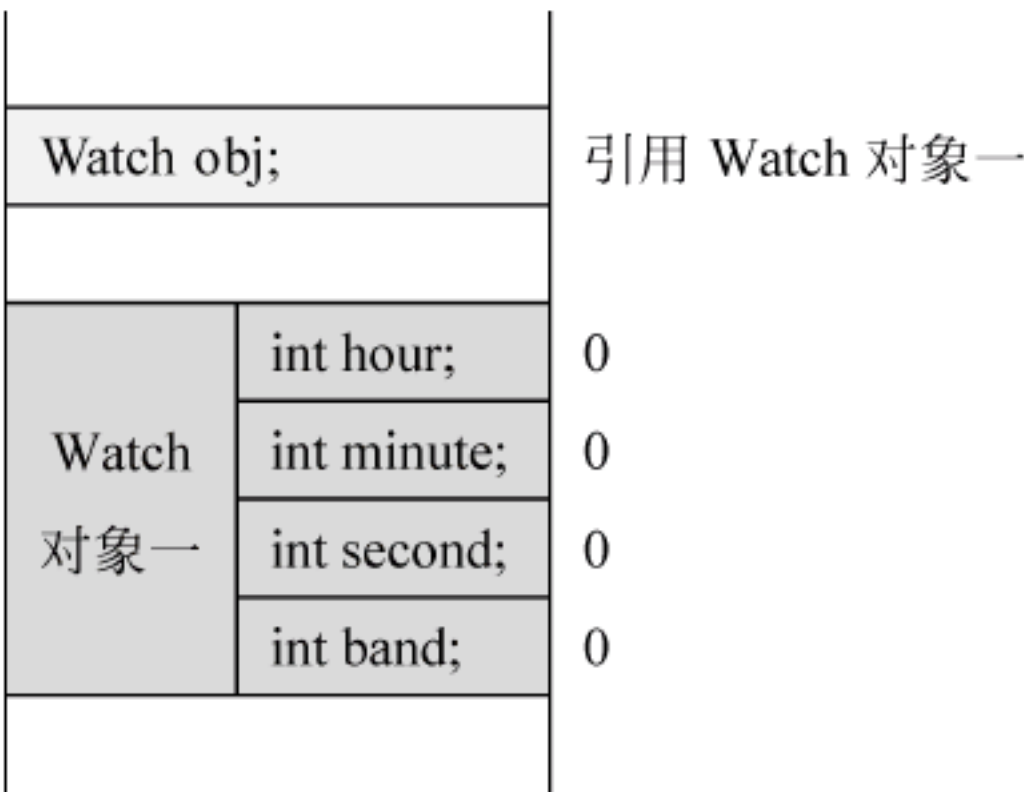 Watch obj; 引用 Watch 对象一
int hour; 0
Watch
对象一
int minute; 0
int second; 0
int band; 0